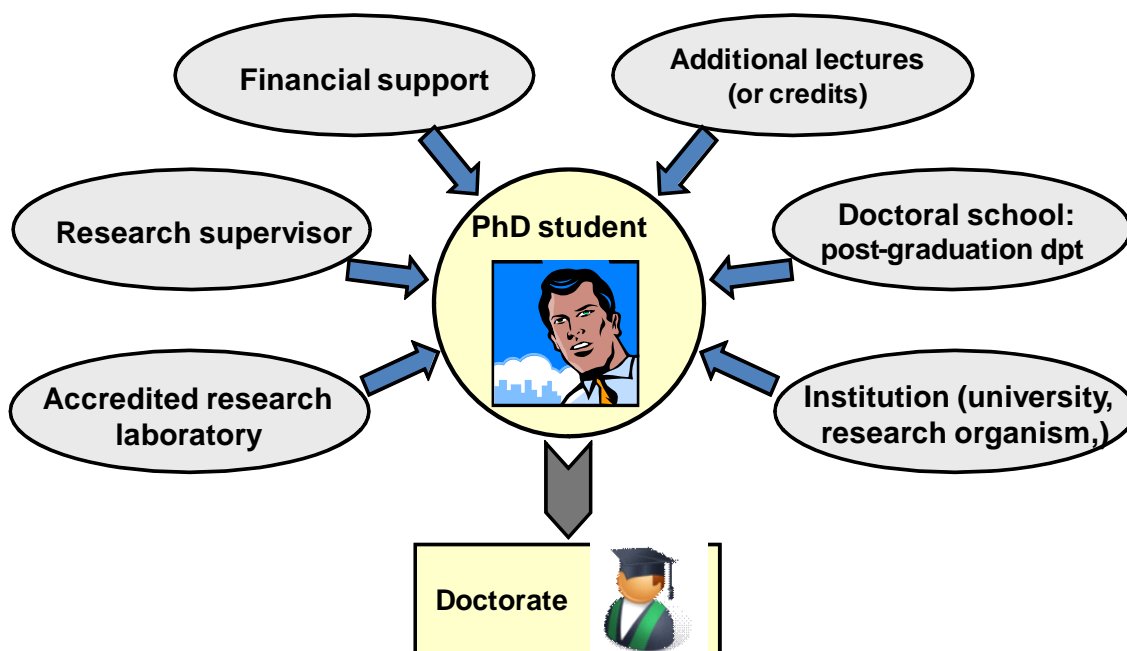 Financial support
Additional lectures
(or credits)
Research supervisor
PhD student
Doctoral school:
post-graduation dpt
Accredited research
laboratory
Institution (university,
research organism,)
Doctorate